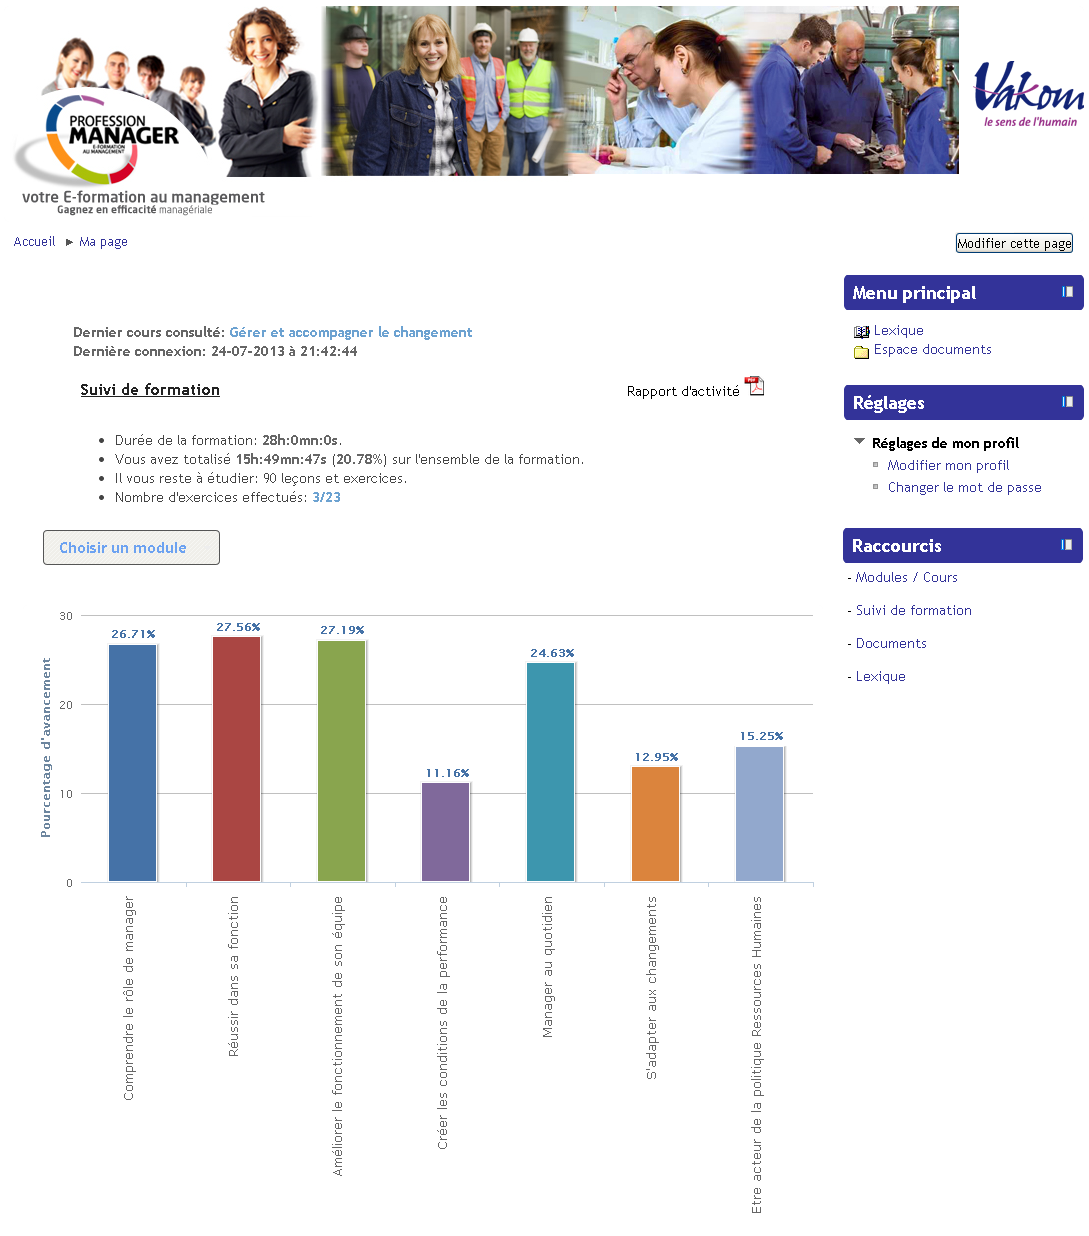 PROFESSION
MANAGER
E-FORMATION
AU MANAGEMENT
votre E-formation au management
Gagnez en efficacité managériale
Vakom
le sens de l'humain
Accueil ► Ma page
Modifier cette page
Dernier cours consulté: Gérer et accompagner le changement
Dernière connexion: 24-07-2013 à 21:42:44
Suivi de formation
Rapport d'activité
PDF
• Durée de la formation: 28h:0mn:0s.
• Vous avez totalisé 15h:49mn:47s (20.78%) sur l'ensemble de la formation.
• Il vous reste à étudier: 90 leçons et exercices.
• Nombre d'exercices effectués: 3/23
Choisir un module
Pourcentage d'avancement
30
20
10
0
26.71%
27.56%
27.19%
11.16%
24.63%
12.95%
15.25%
Comprendre le rôle de manager
Réussir dans sa fonction
Améliorer le fonctionnement de son équipe
Créer les conditions de la performance
Manager au quotidien
S'adapter aux changements
Etre acteur de la politique Ressources Humaines
Menu principal
Lexique
Espace documents
Réglages
Réglages de mon profil
Modifier mon profil
Changer le mot de passe
Raccourcis
- Modules / Cours
- Suivi de formation
- Documents
- Lexique